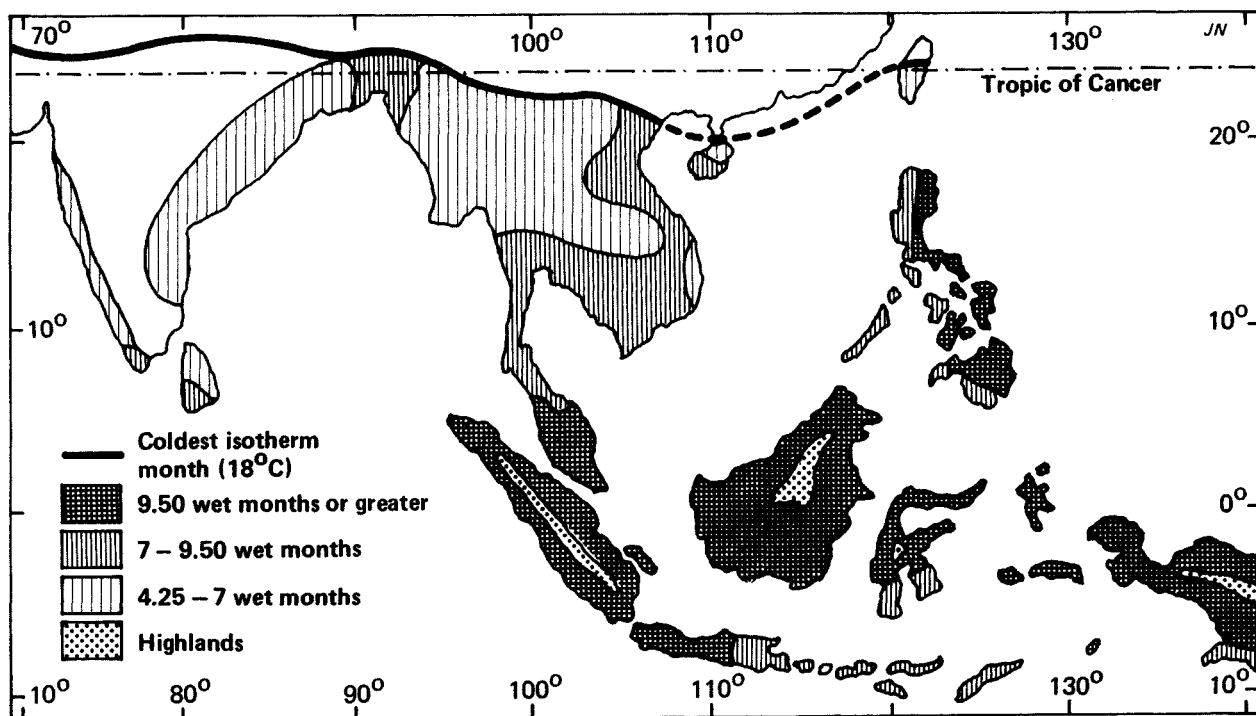 70°
100°
110°
130°
JN
Tropic of Cancer
20°
10°
10°
0°
Coldest isotherm
month (18°C)
9.50 wet months or greater
7 – 9.50 wet months
4.25 – 7 wet months
Highlands
10°
80°
90°
100°
110°
130°
10°